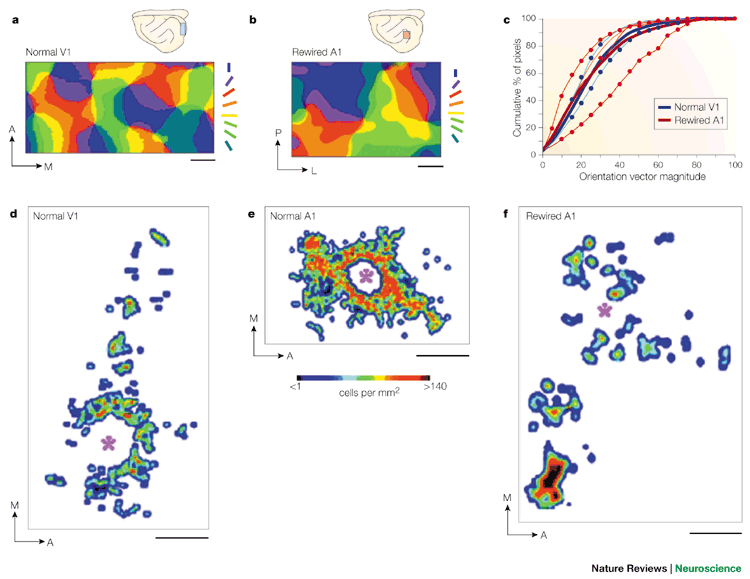 a
Normal V1
A
M
b
Rewired A1
P
L
c
Cumulative % of pixels
100
80
60
40
20
0
0
20
40
60
80
100
Orientation vector magnitude
Normal V1
Rewired A1
d
Normal V1
M
A
e
Normal A1
M
A
<1
cells per mm2
>140
f
Rewired A1
M
A
Nature Reviews | Neuroscience